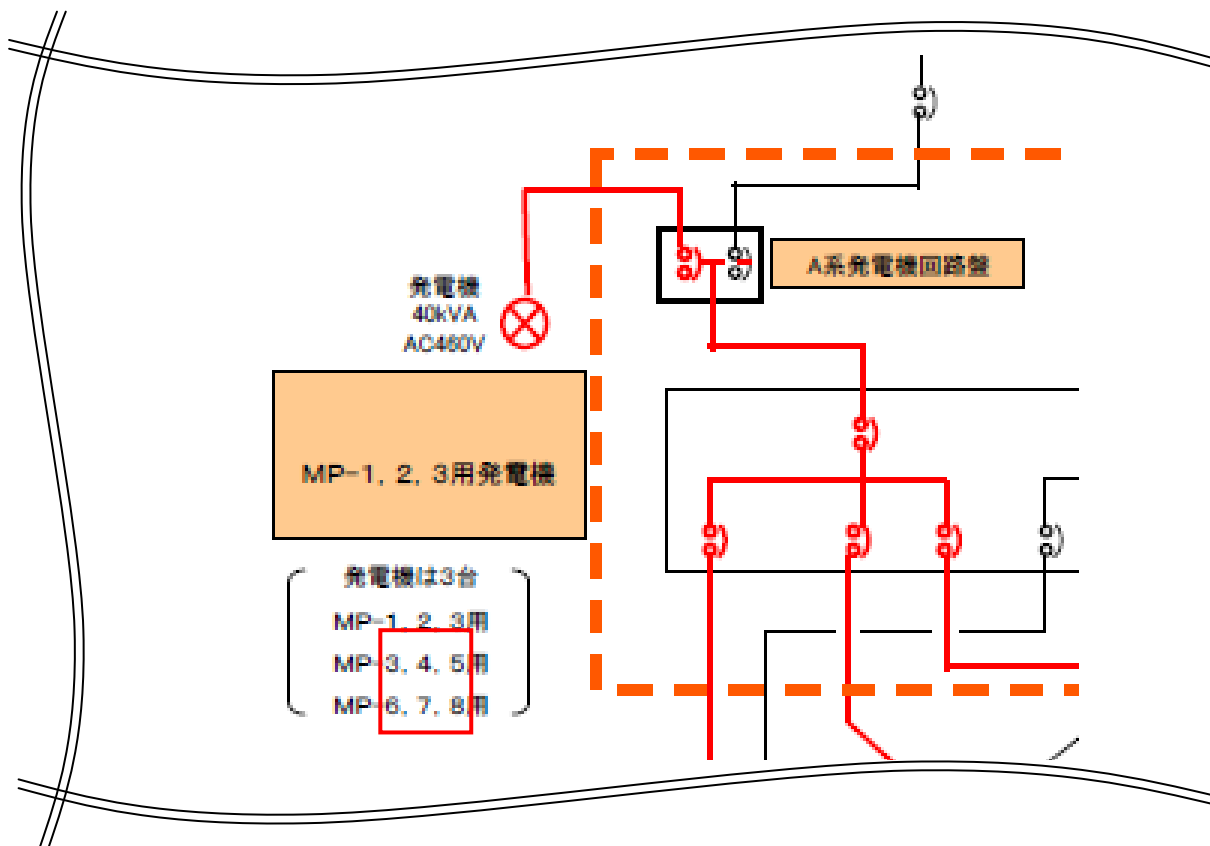 発電機
40kVA
AC460V
A系発電機回路盤
MP-1, 2, 3用発電機
発電機は3台
MP-1, 2, 3用
MP-3, 4, 5用
MP-6, 7, 8用